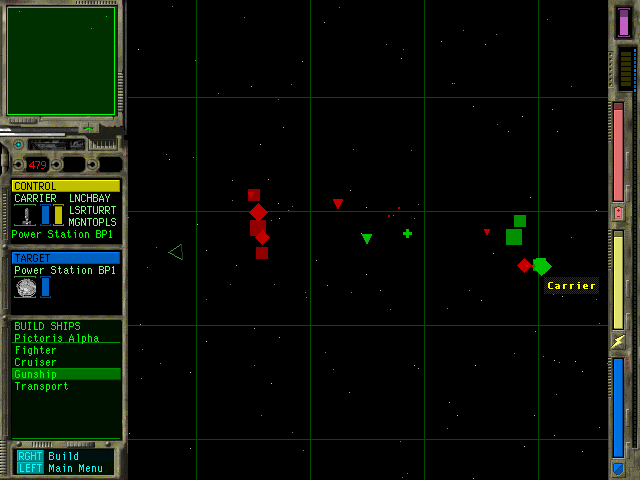 479
CONTROL
CARRIER LNCHBAY
LSRTURRT
MGNTOPLS
Power Station BP1
TARGET
Power Station BP1
BUILD SHIPS
Pictoris Alpha
Fighter
Cruiser
Gunship
Transport
RGHT Build
LEFT Main Menu
Carrier